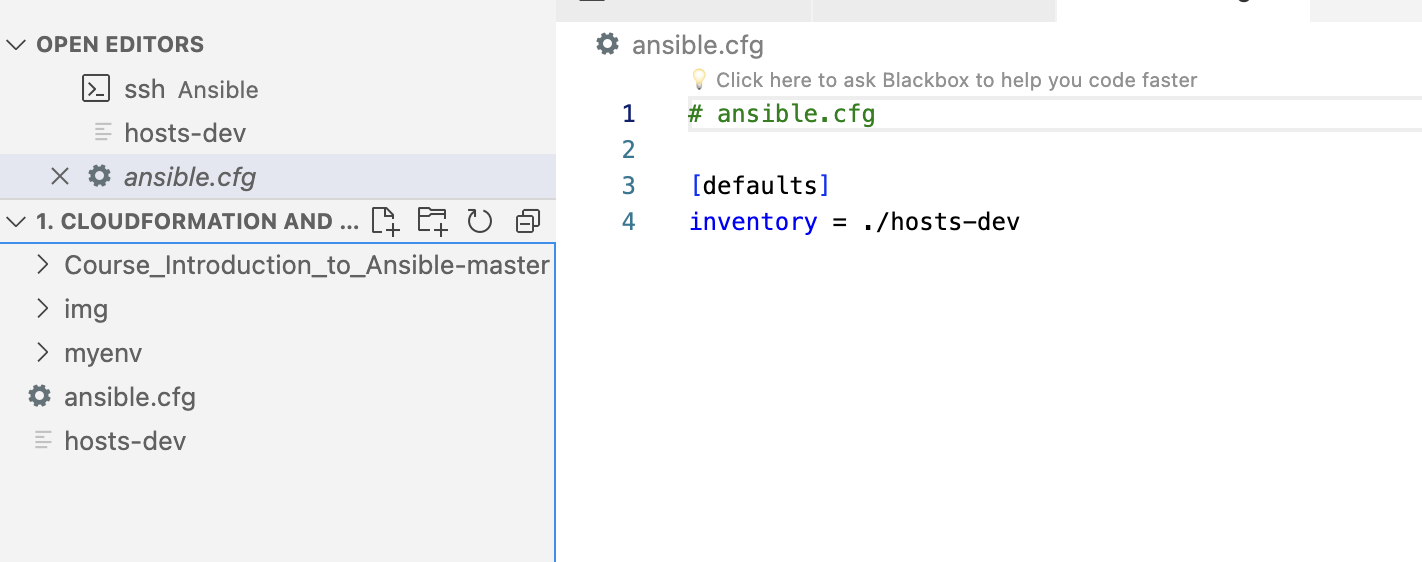 OPEN EDITORS
ssh Ansible
hosts-dev
ansible.cfg
1. CLOUDFORMATION AND ...
Course_Introduction_to_Ansible-master
img
myenv
ansible.cfg
hosts-dev
ansible.cfg
Click here to ask Blackbox to help you code faster
1 # ansible.cfg
2
3 [defaults]
4 inventory = ./hosts-dev